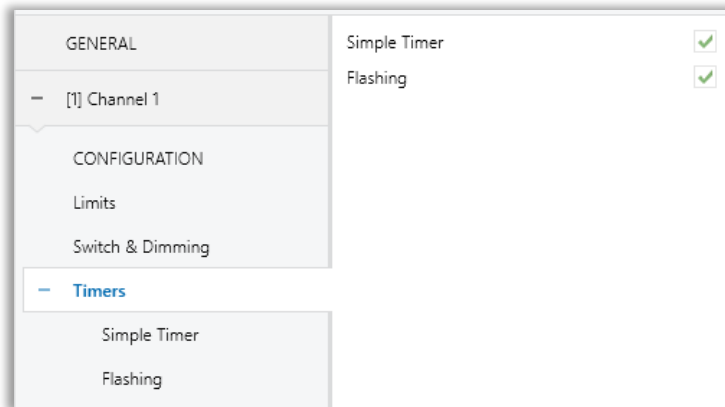 GENERAL
[1] Channel 1
CONFIGURATION
Limits
Switch & Dimming
Timers
Simple Timer
Flashing
Simple Timer
Flashing